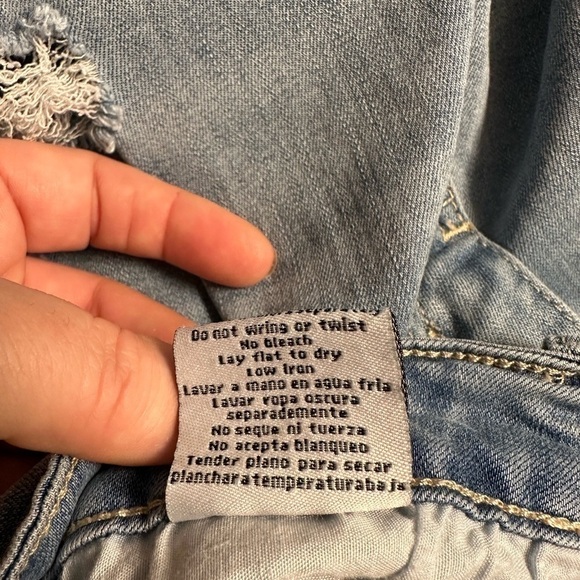 Do not wring or twist
No bleach
Lay flat to dry
Low Iron
Lavar a mano en agua fria
Lavar ropa oscura
separademente
No seque ni tuerza
No acepta blanqueo
Tender plano para secar
planchara temperaturabaja